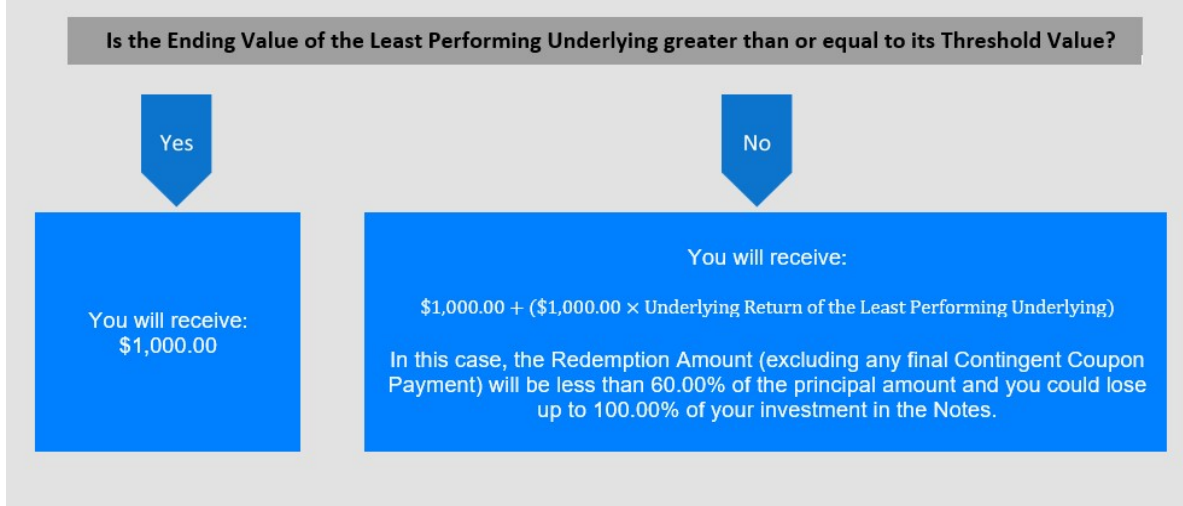 Is the Ending Value of the Least Performing Underlying greater than or equal to its Threshold Value?
Yes
No
You will receive:
$1,000.00
You will receive:
$1,000.00 + ($1,000.00 × Underlying Return of the Least Performing Underlying)
In this case, the Redemption Amount (excluding any final Contingent Coupon
Payment) will be less than 60.00% of the principal amount and you could lose
up to 100.00% of your investment in the Notes.